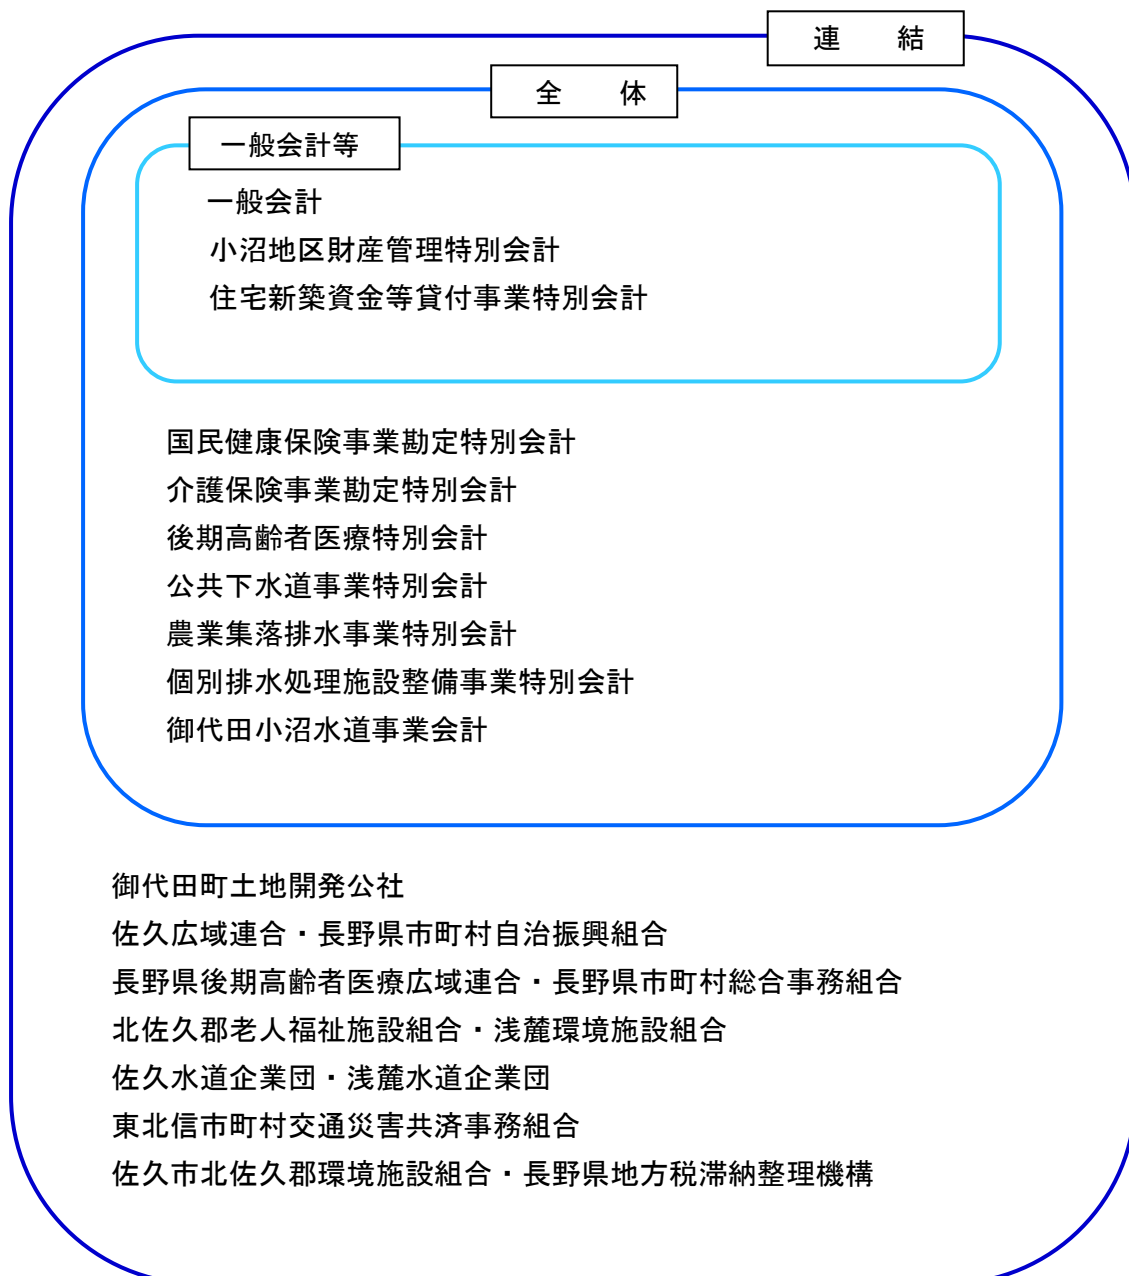 連　結
全　体
一般会計等
一般会計
小沼地区財産管理特別会計
住宅新築資金等貸付事業特別会計
国民健康保険事業勘定特別会計
介護保険事業勘定特別会計
後期高齢者医療特別会計
公共下水道事業特別会計
農業集落排水事業特別会計
個別排水処理施設整備事業特別会計
御代田小沼水道事業会計
御代田町土地開発公社
佐久広域連合・長野県市町村自治振興組合
長野県後期高齢者医療広域連合・長野県市町村総合事務組合
北佐久郡老人福祉施設組合・浅麓環境施設組合
佐久水道企業団・浅麓水道企業団
東北信市町村交通災害共済事務組合
佐久市北佐久郡環境施設組合・長野県地方税滞納整理機構